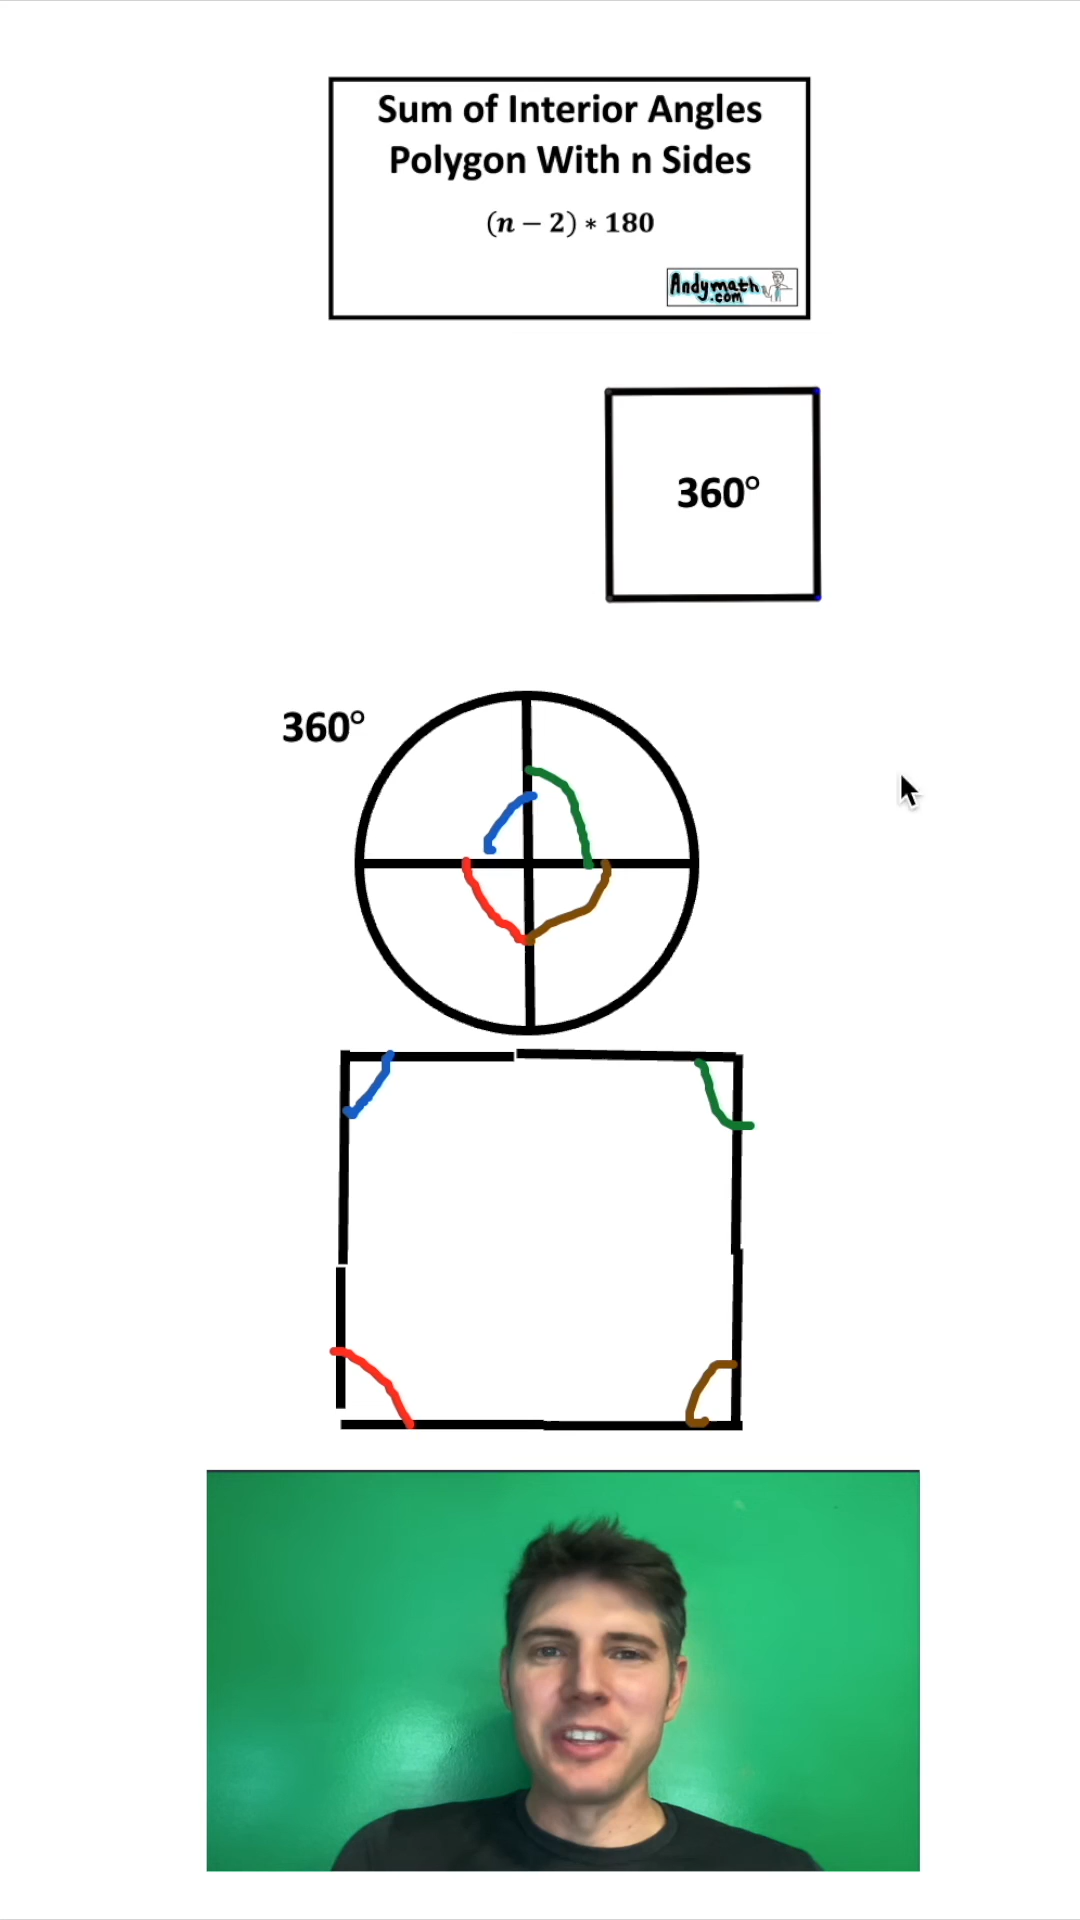 Sum of Interior Angles
Polygon With n Sides
(n − 2) * 180
Andymath
.com
360°
360°